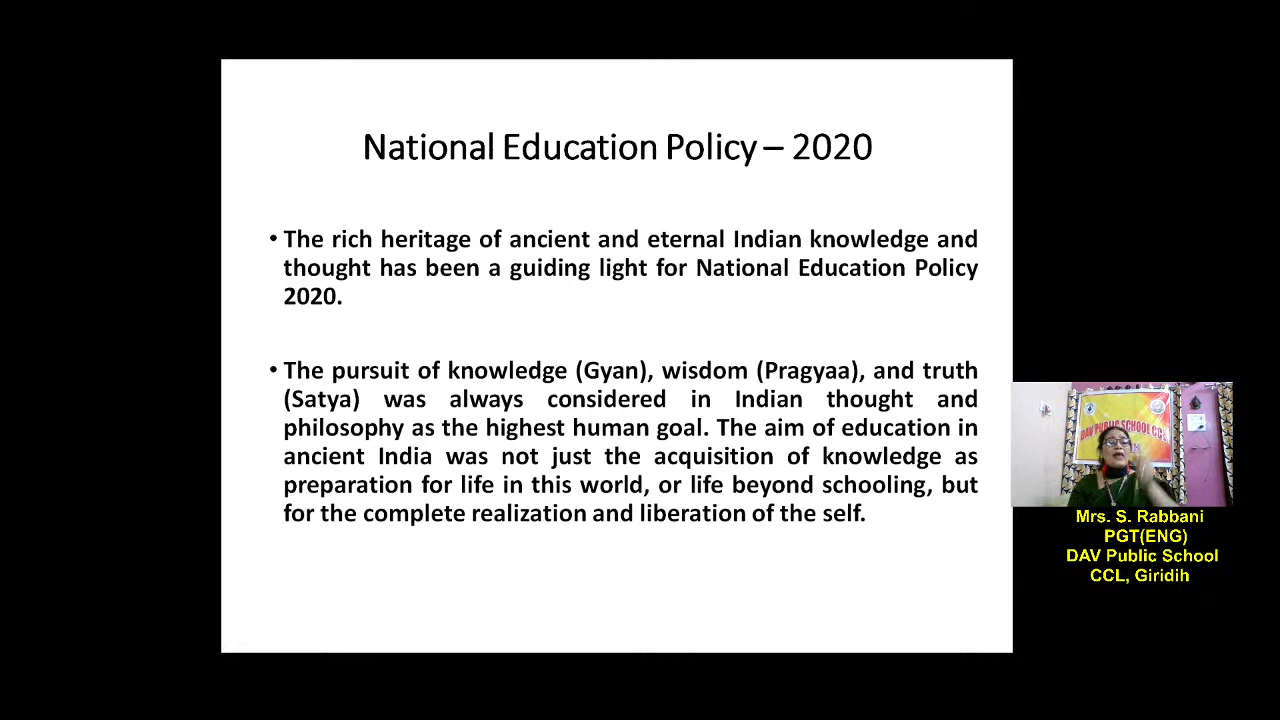 National Education Policy – 2020
• The rich heritage of ancient and eternal Indian knowledge and
thought has been a guiding light for National Education Policy
2020.
• The pursuit of knowledge (Gyan), wisdom (Pragyaa), and truth
(Satya) was always considered in Indian thought and
philosophy as the highest human goal. The aim of education in
ancient India was not just the acquisition of knowledge as
preparation for life in this world, or life beyond schooling, but
for the complete realization and liberation of the self.
DAV PUBLIC SCHOOL CCL
Mrs. S. Rabbani
PGT(ENG)
DAV Public School
CCL, Giridih